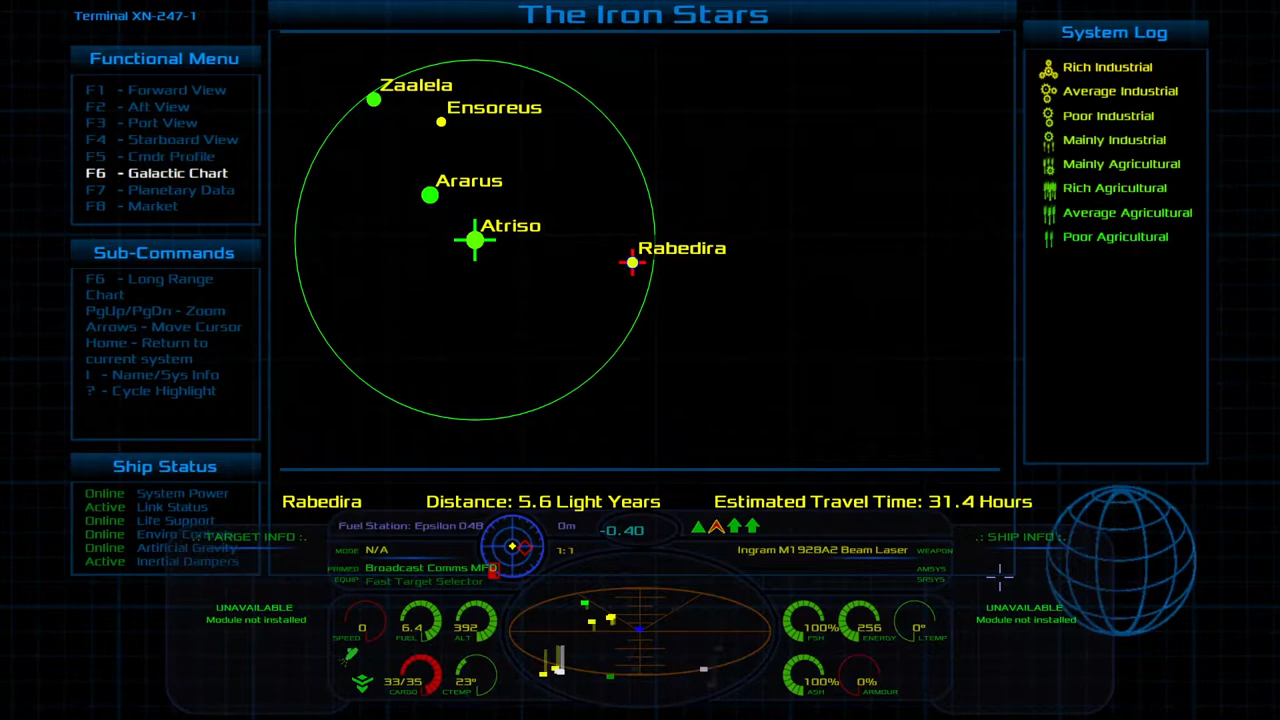 Terminal XN-247-1
The Iron Stars
Functional Menu
F1 - Forward View
F2 - Aft View
F3 - Port View
F4 - Starboard View
F5 - Cmdr Profile
F6 - Galactic Chart
F7 - Planetary Data
F8 - Market
Sub-Commands
F6 - Long Range
Chart
PgUp/PgDn - Zoom
Arrows - Move Cursor
Home - Return to
current system
I - Name/Sys Info
? - Cycle Highlight
Ship Status
Online System Power
Active Link Status
Online Life Support
Online
Online Artificial Gravity
Active Inertial Dampers
Zaalela
Ensoreus
Ararus
Atriso
Rabedira
System Log
Rich Industrial
Average Industrial
Poor Industrial
Mainly Industrial
Mainly Agricultural
Rich Agricultural
Average Agricultural
Poor Agricultural
Rabedira Distance: 5.6 Light Years Estimated Travel Time: 31.4 Hours
Fuel Station: Epsilon 048 0m -0.40
.: TARGET INFO :. .: SHIP INFO :.
MODE N/A 1:1 Ingram M1928A2 Beam Laser WEAPON
PRIMED Broadcast Comms MFD AMSYS
EQUIP Fast Target Selector SRSYS
UNAVAILABLE
Module not installed
UNAVAILABLE
Module not installed
0 6.4 392 100% 256 0°
SPEED FUEL ALT FSH ENERGY LTEMP
33/35 23° 100% 0%
CARGO CTEMP ASH ARMOUR